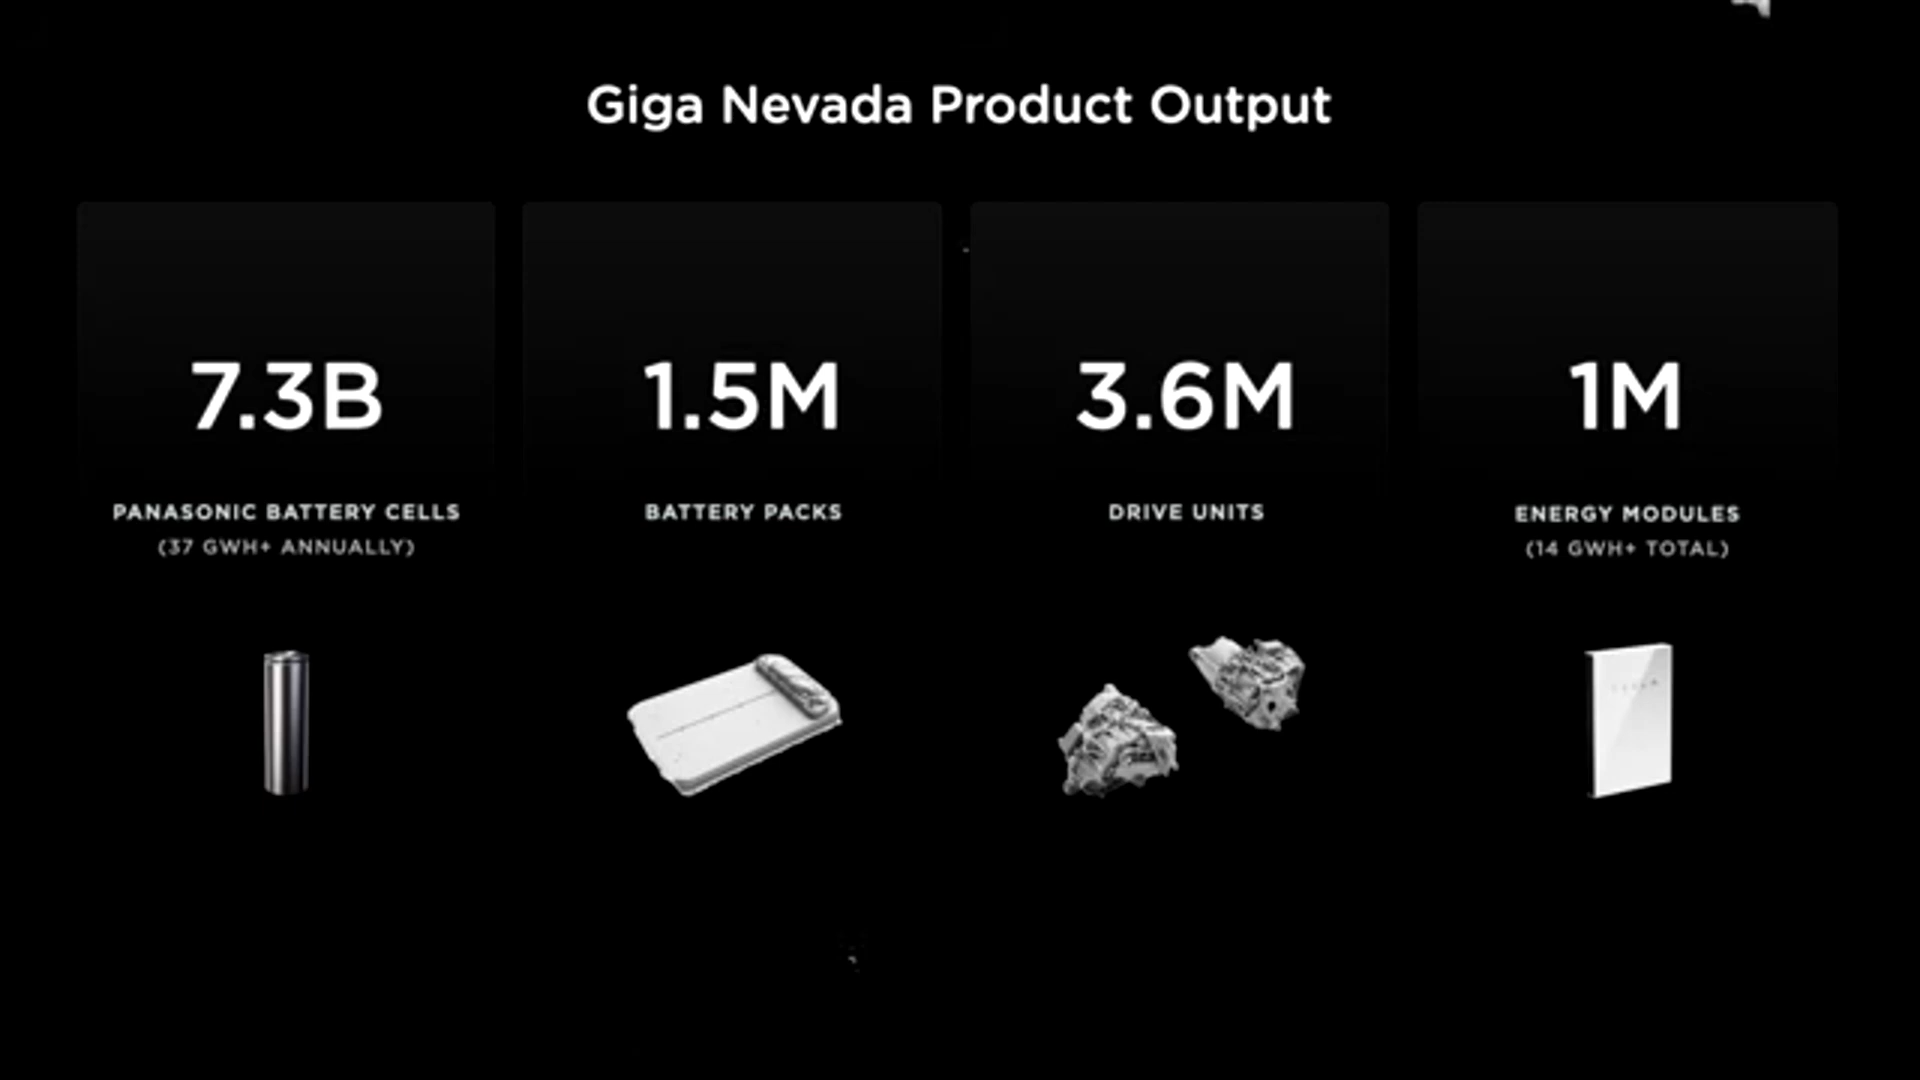 Giga Nevada Product Output
7.3B
PANASONIC BATTERY CELLS
(37 GWH+ ANNUALLY)
1.5M
BATTERY PACKS
3.6M
DRIVE UNITS
1M
ENERGY MODULES
(14 GWH+ TOTAL)